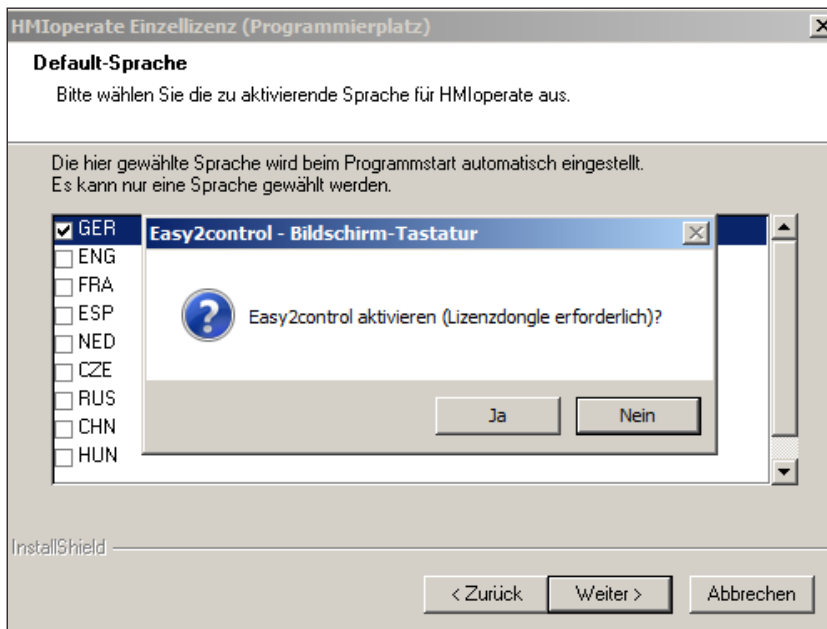 HMIoperate Einzellizenz (Programmierplatz)
Default-Sprache
Bitte wählen Sie die zu aktivierende Sprache für HMIoperate aus.
Die hier gewählte Sprache wird beim Programmstart automatisch eingestellt.
Es kann nur eine Sprache gewählt werden.
GER
ENG
FRA
ESP
NED
CZE
RUS
CHN
HUN
Easy2control - Bildschirm-Tastatur
Easy2control aktivieren (Lizenzdongle erforderlich)?
Ja
Nein
InstallShield
< Zurück
Weiter >
Abbrechen